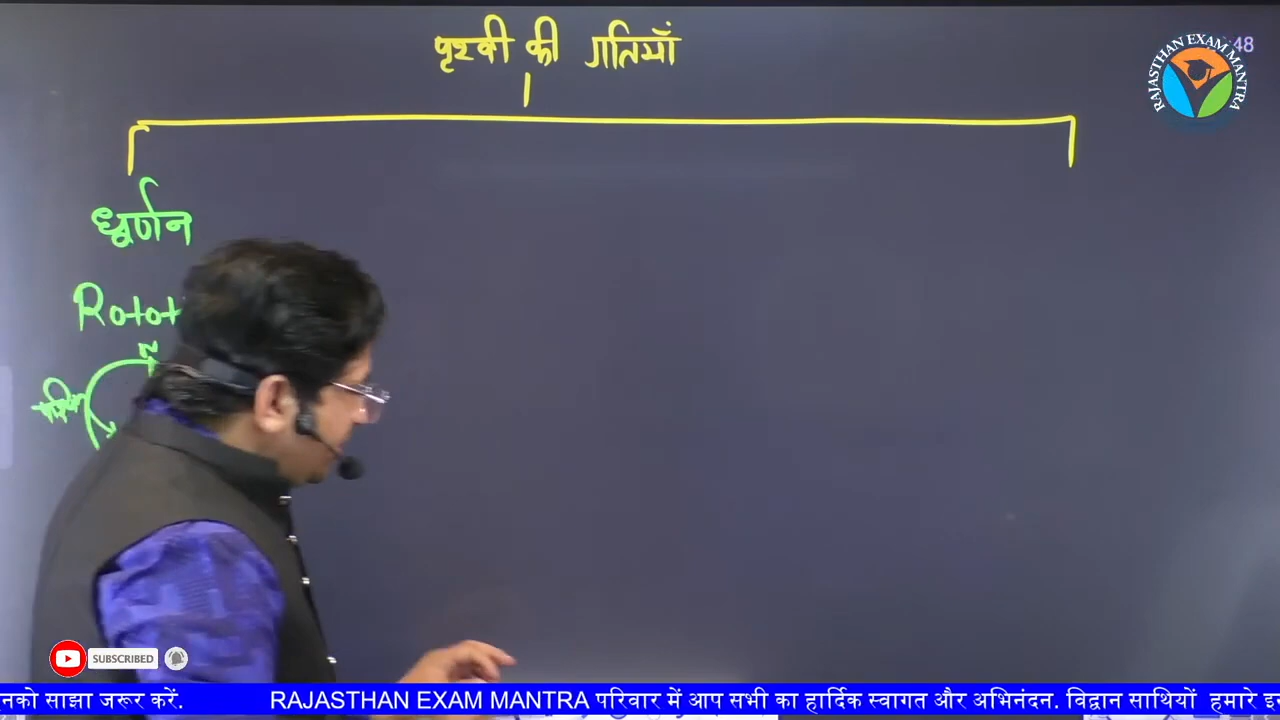 पृथ्वी की गतियाँ
RAJASTHAN EXAM MANTRA
48
घूर्णन
Rotat
SUBSCRIBED
नको साझा जरूर करें. RAJASTHAN EXAM MANTRA परिवार में आप सभी का हार्दिक स्वागत और अभिनंदन. विद्वान साथियों हमारे इ